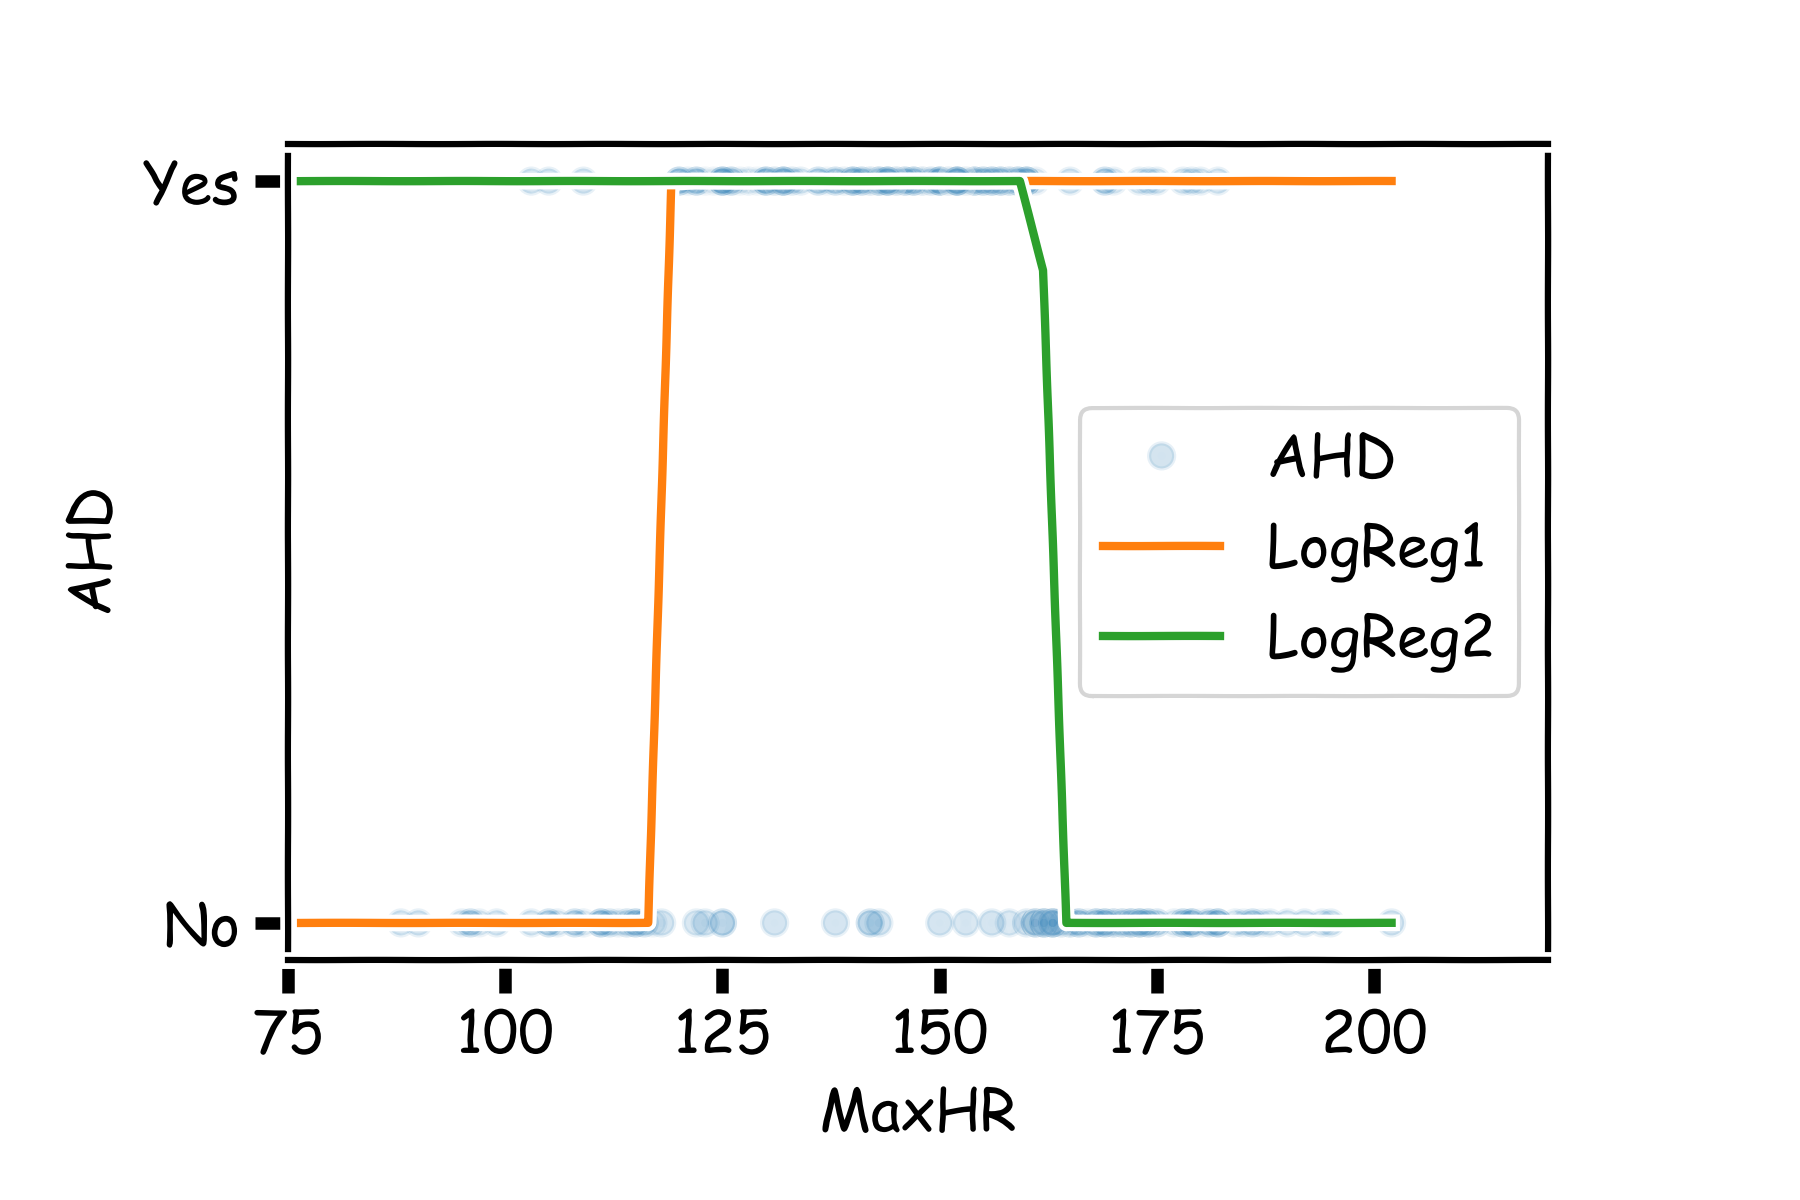 Yes
No
AHD
AHD
LogReg1
LogReg2
75 100 125 150 175 200
MaxHR